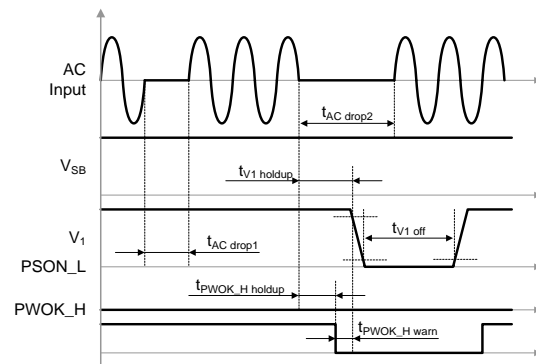 AC
Input
tAC drop2
VSB
tV1 holdup
V1
tV1 off
tAC drop1
PSON_L
tPWOK_H holdup
PWOK_H
tPWOK_H warn